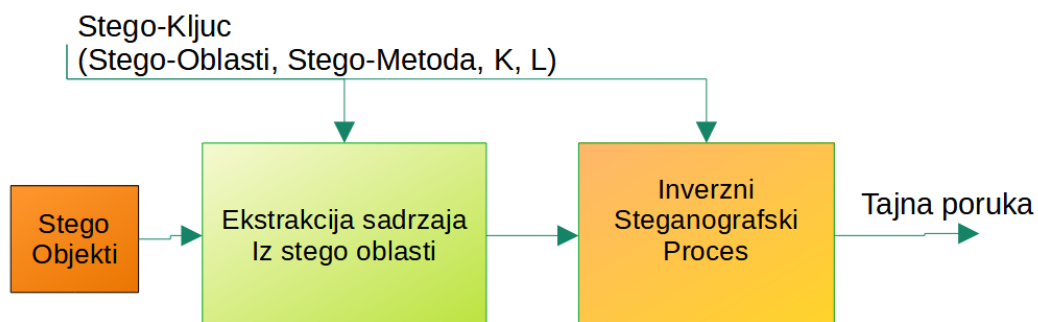 Stego-Kljuc
(Stego-Oblasti, Stego-Metoda, K, L)
Stego
Objekti
Ekstrakcija sadrzaja
Iz stego oblasti
Inverzni
Steganografski
Proces
Tajna poruka